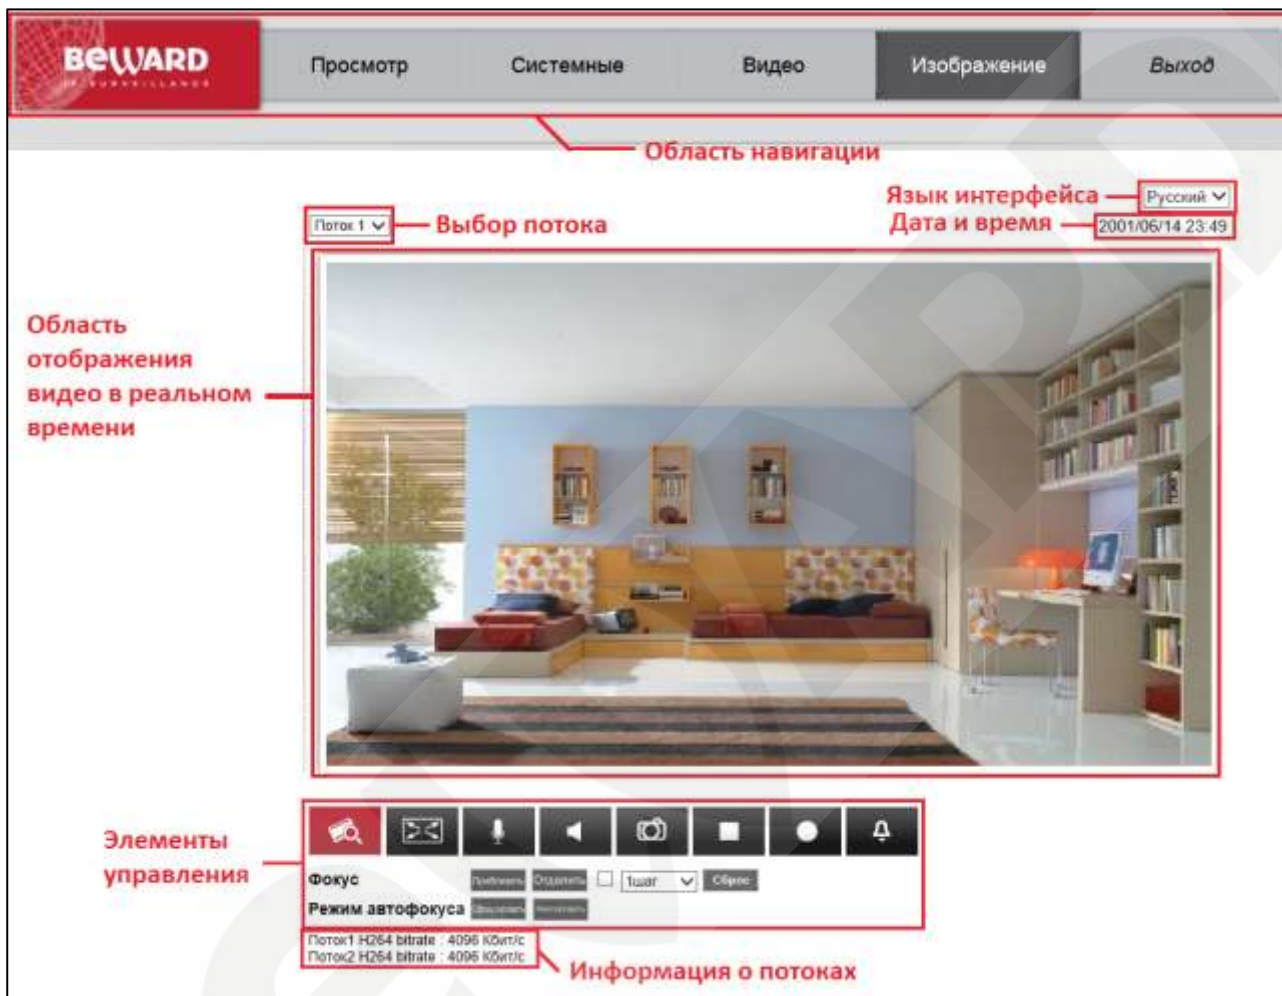 BEWARD
Просмотр Системные Видео Изображение Выход
Область навигации
Язык интерфейса Русский
Поток 1 Выбор потока Дата и время 2001/06/14 23:49
Область
отображения
видео в реальном
времени
Элементы
управления
Фокус Отдалить 1шаг Сброс
Режим автофокуса
Поток1 H264 bitrate : 4096 Кбит/с
Поток2 H264 bitrate : 4096 Кбит/с
Информация о потоках